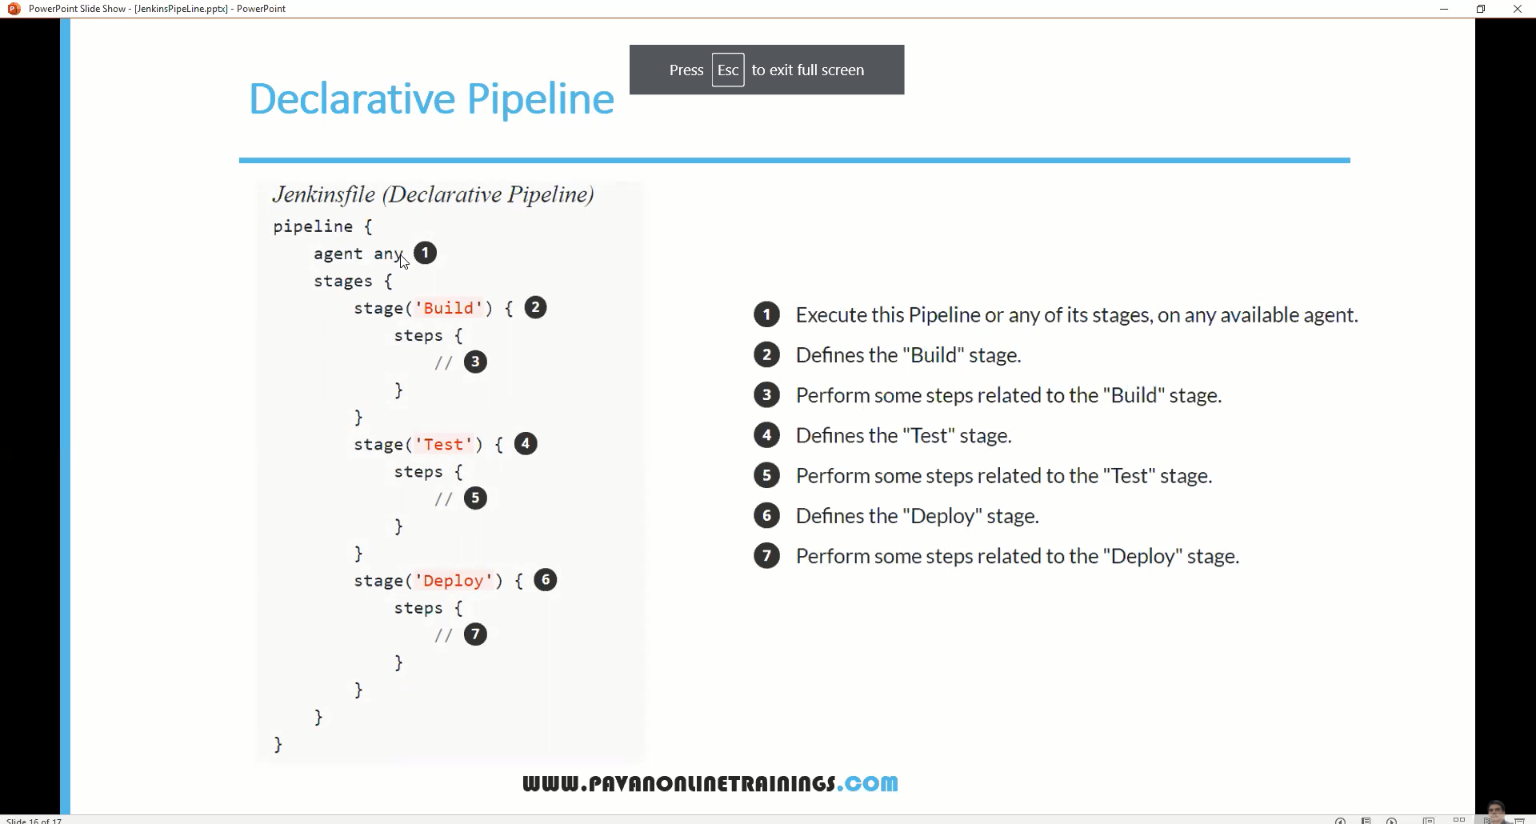 PowerPoint Slide Show - [JenkinsPipeLine.pptx] - PowerPoint
Press Esc to exit full screen
Declarative Pipeline
Jenkinsfile (Declarative Pipeline)
pipeline {
agent any 1
stages {
stage('Build') { 2
steps {
// 3
}
}
stage('Test') { 4
steps {
// 5
}
}
stage('Deploy') { 6
steps {
// 7
}
}
}
}
1 Execute this Pipeline or any of its stages, on any available agent.
2 Defines the "Build" stage.
3 Perform some steps related to the "Build" stage.
4 Defines the "Test" stage.
5 Perform some steps related to the "Test" stage.
6 Defines the "Deploy" stage.
7 Perform some steps related to the "Deploy" stage.
WWW.PAVANONLINETRAININGS.COM
Slide 16 of 17